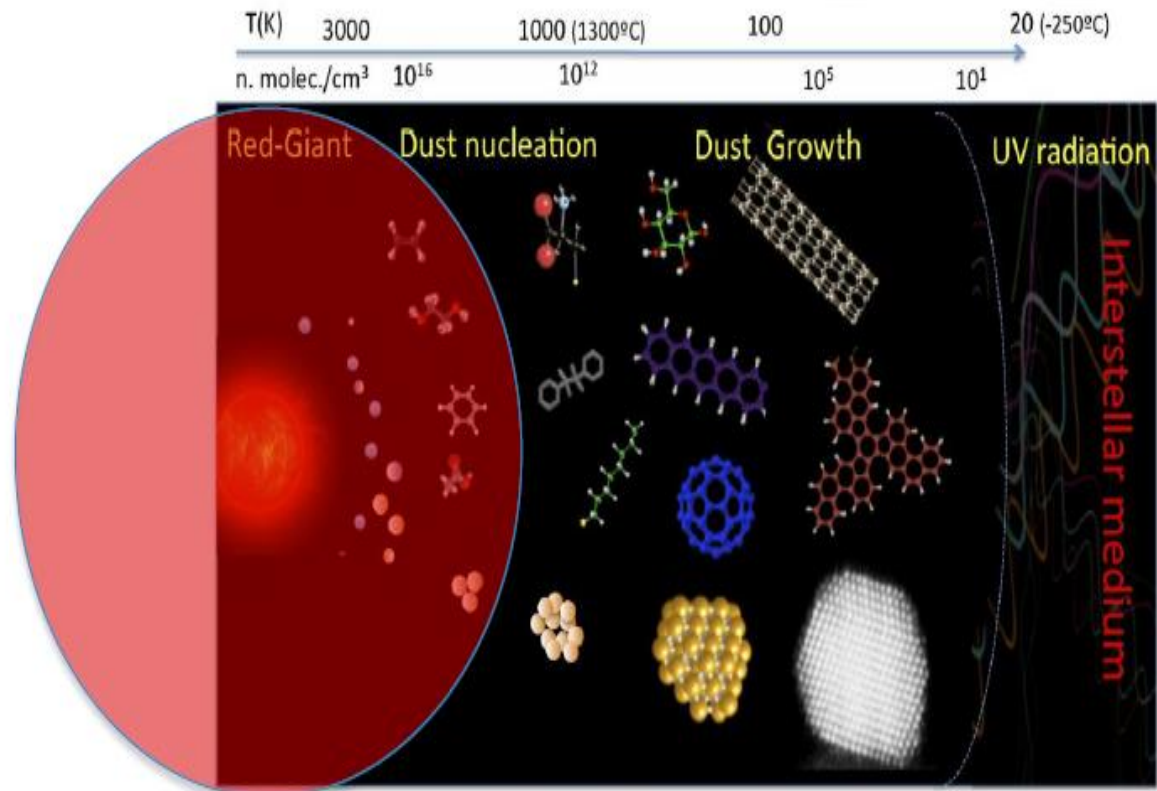 T(K) 3000 1000 (1300ºC) 100 20 (-250ºC)
n. molec./cm³ 10¹⁶ 10¹² 10⁵ 10¹
Red-Giant Dust nucleation Dust Growth UV radiation
Interstellar medium